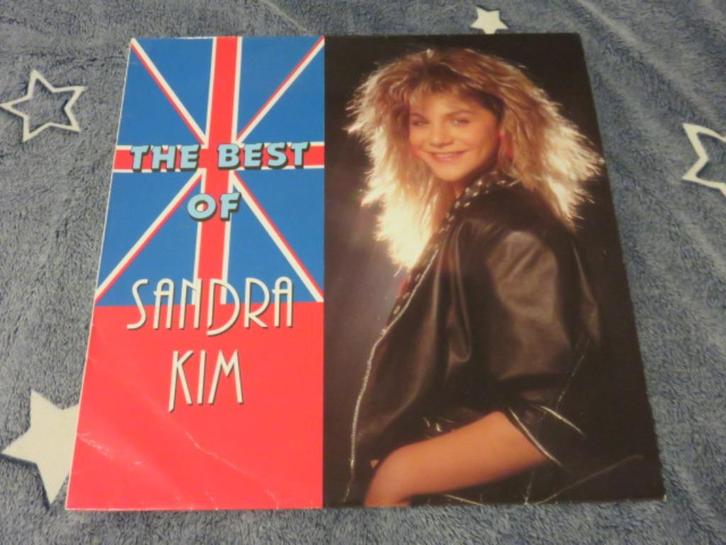 THE BEST
OF
SANDRA
KIM